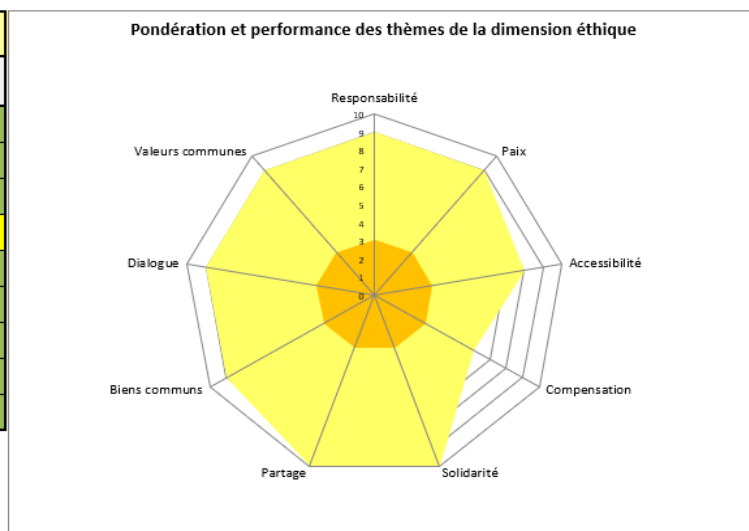 Pondération et performance des thèmes de la dimension éthique
Responsabilité
10
9
8
7
6
5
4
3
2
1
0
Valeurs communes
Paix
Dialogue
Accessibilité
Biens communs
Compensation
Partage
Solidarité